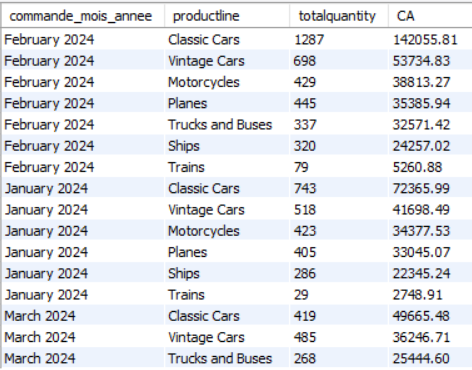 commande_mois_annee productline totalquantity CA
February 2024 Classic Cars 1287 142055.81
February 2024 Vintage Cars 698 53734.83
February 2024 Motorcycles 429 38813.27
February 2024 Planes 445 35385.94
February 2024 Trucks and Buses 337 32571.42
February 2024 Ships 320 24257.02
February 2024 Trains 79 5260.88
January 2024 Classic Cars 743 72365.99
January 2024 Vintage Cars 518 41698.49
January 2024 Motorcycles 423 34377.53
January 2024 Planes 405 33045.07
January 2024 Ships 286 22345.24
January 2024 Trains 29 2748.91
March 2024 Classic Cars 419 49665.48
March 2024 Vintage Cars 485 36246.71
March 2024 Trucks and Buses 268 25444.60